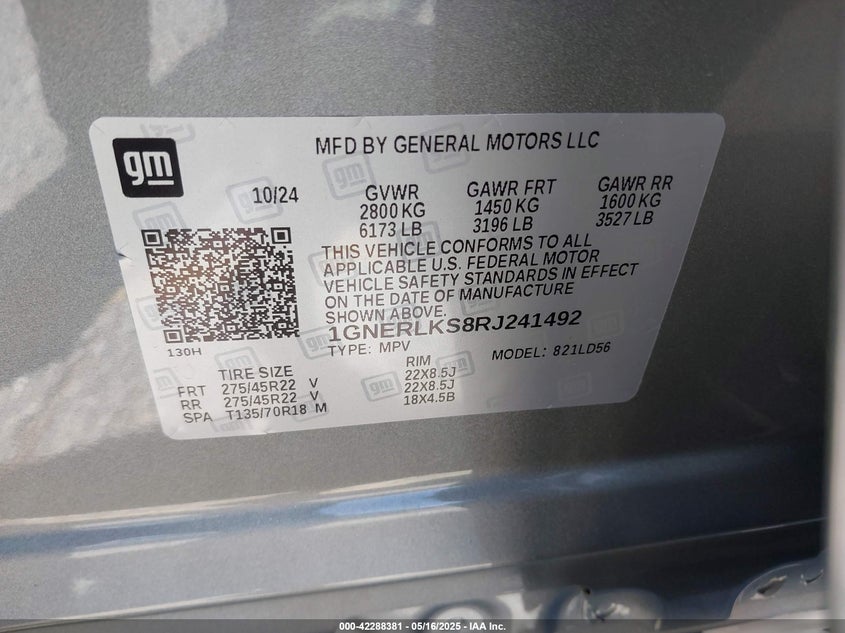 gm
MFD BY GENERAL MOTORS LLC
10/24
GVWR GAWR FRT GAWR RR
2800 KG 1450 KG 1600 KG
6173 LB 3196 LB 3527 LB
THIS VEHICLE CONFORMS TO ALL
APPLICABLE U.S. FEDERAL MOTOR
VEHICLE SAFETY STANDARDS IN EFFECT
ON THE DATE OF MANUFACTURE
SHOWN ABOVE.
1GNERLKS8RJ241492
130H
TYPE: MPV MODEL: 821LD56
TIRE SIZE RIM
FRT 275/45R22 V 22X8.5J
RR 275/45R22 V 22X8.5J
SPA T135/70R18 M 18X4.5B
000-42288381 - 05/16/2025 - IAA Inc.